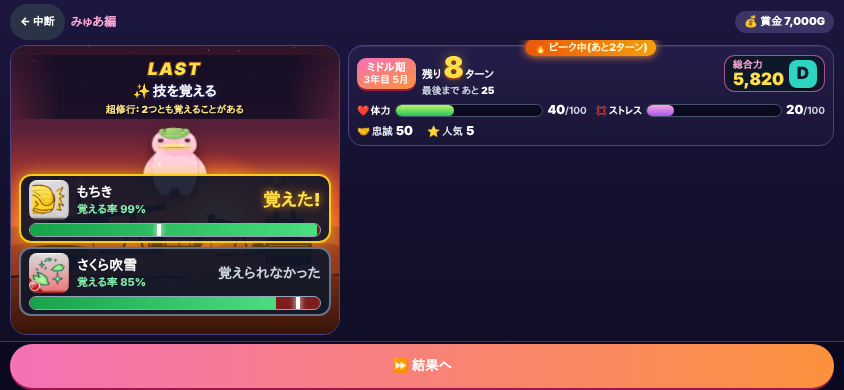 ← 中断 みゅあ編
💰 賞金 7,000G
LAST
✨ 技を覚える
超修行: 2つとも覚えることがある
もちき
覚える率 99%
覚えた!
さくら吹雪
覚える率 85%
覚えられなかった
🔥 ピーク中(あと2ターン)
ミドル期
3年目 5月
残り 8 ターン
最後まで あと 25
総合力
5,820 D
❤️ 体力 40/100 💢 ストレス 20/100
🤝 忠誠 50 ⭐ 人気 5
⏩ 結果へ